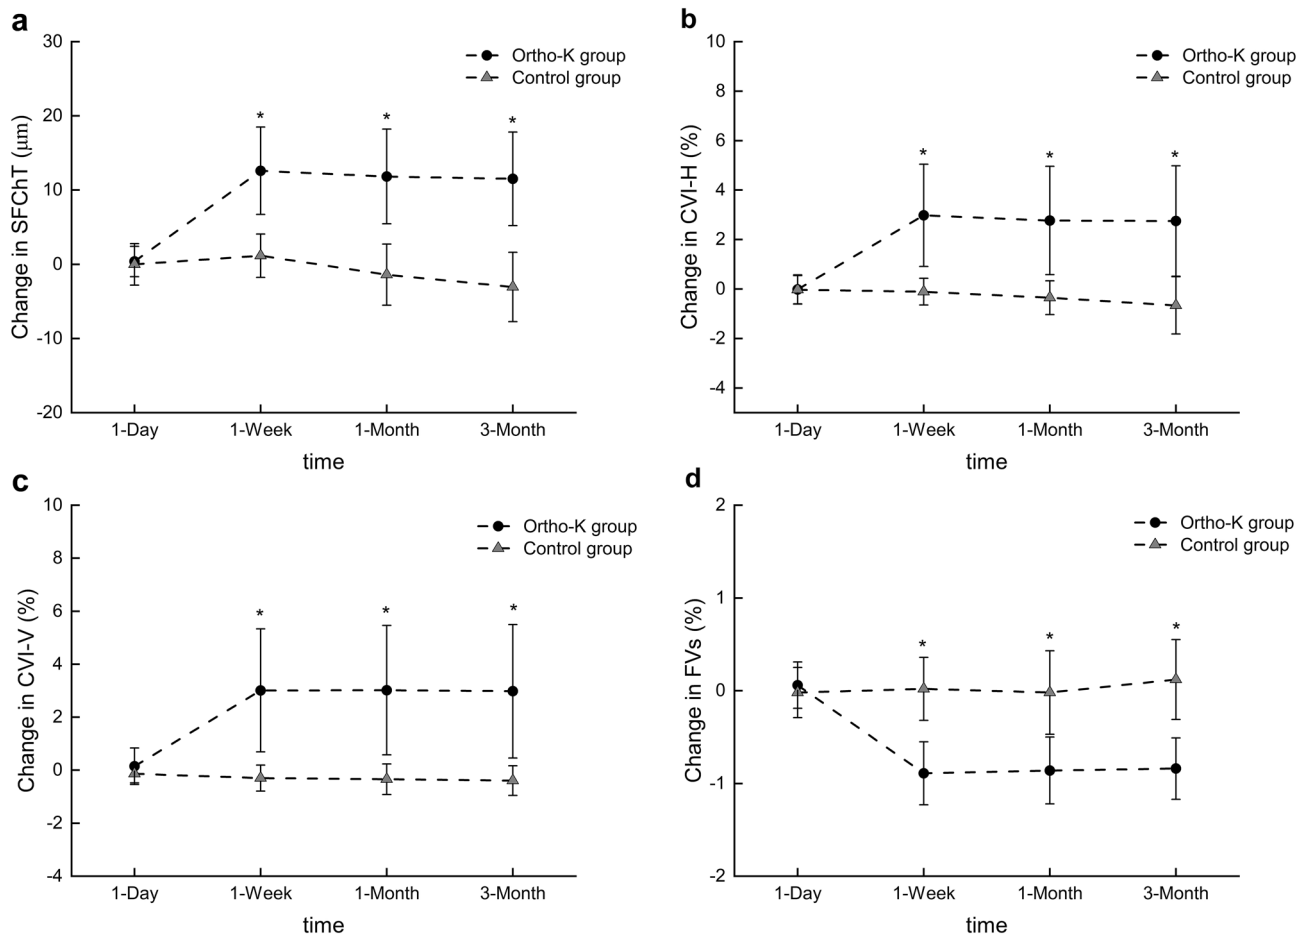 a
30
20
10
0
-10
-20
Change in SFChT (μm)
Ortho-K group
Control group
*
*
*
1-Day
1-Week
1-Month
3-Month
time
b
10
8
6
4
2
0
-2
-4
Change in CVI-H (%)
Ortho-K group
Control group
*
*
*
1-Day
1-Week
1-Month
3-Month
time
c
10
8
6
4
2
0
-2
-4
Change in CVI-V (%)
Ortho-K group
Control group
*
*
*
1-Day
1-Week
1-Month
3-Month
time
d
2
1
0
-1
-2
Change in FVs (%)
Ortho-K group
Control group
*
*
*
1-Day
1-Week
1-Month
3-Month
time